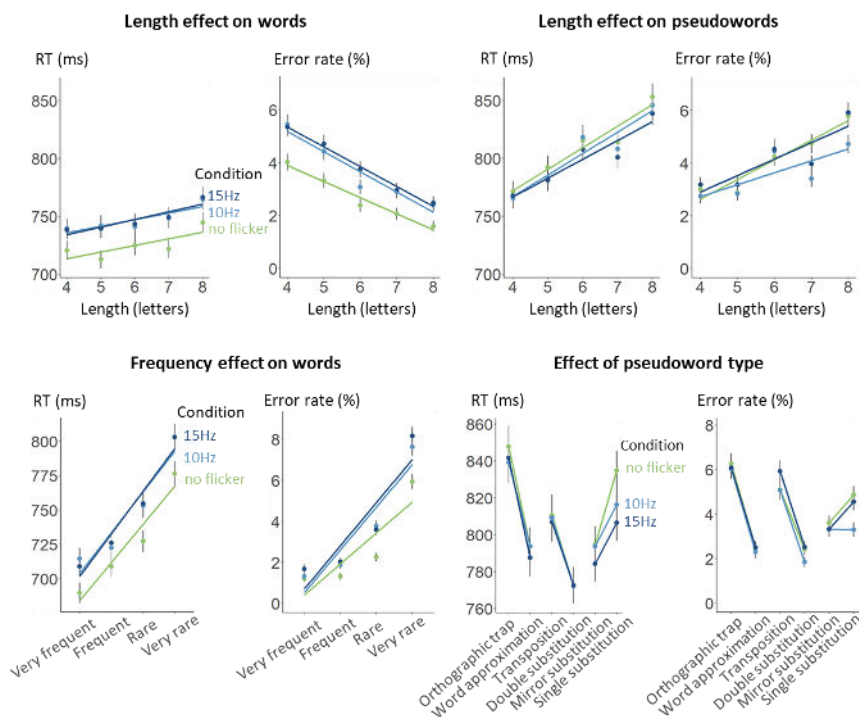 Length effect on words
Length effect on pseudowords
RT (ms)
Error rate (%)
RT (ms)
Error rate (%)
850
800
750
700
6
4
2
0
850
800
750
700
6
4
2
0
Condition
15Hz
10Hz
no flicker
4 5 6 7 8
4 5 6 7 8
4 5 6 7 8
4 5 6 7 8
Length (letters)
Length (letters)
Length (letters)
Length (letters)
Frequency effect on words
Effect of pseudoword type
RT (ms)
Error rate (%)
RT (ms)
Error rate (%)
Condition
15Hz
10Hz
no flicker
800
775
750
725
700
8
6
4
2
0
860
840
820
800
780
760
Condition
no flicker
10Hz
15Hz
8
6
4
2
0
Very frequent
Frequent
Rare
Very rare
Very frequent
Frequent
Rare
Very rare
Orthographic trap
Word approximation
Transposition
Double substitution
Mirror substitution
Single substitution
Orthographic trap
Word approximation
Transposition
Double substitution
Mirror substitution
Single substitution